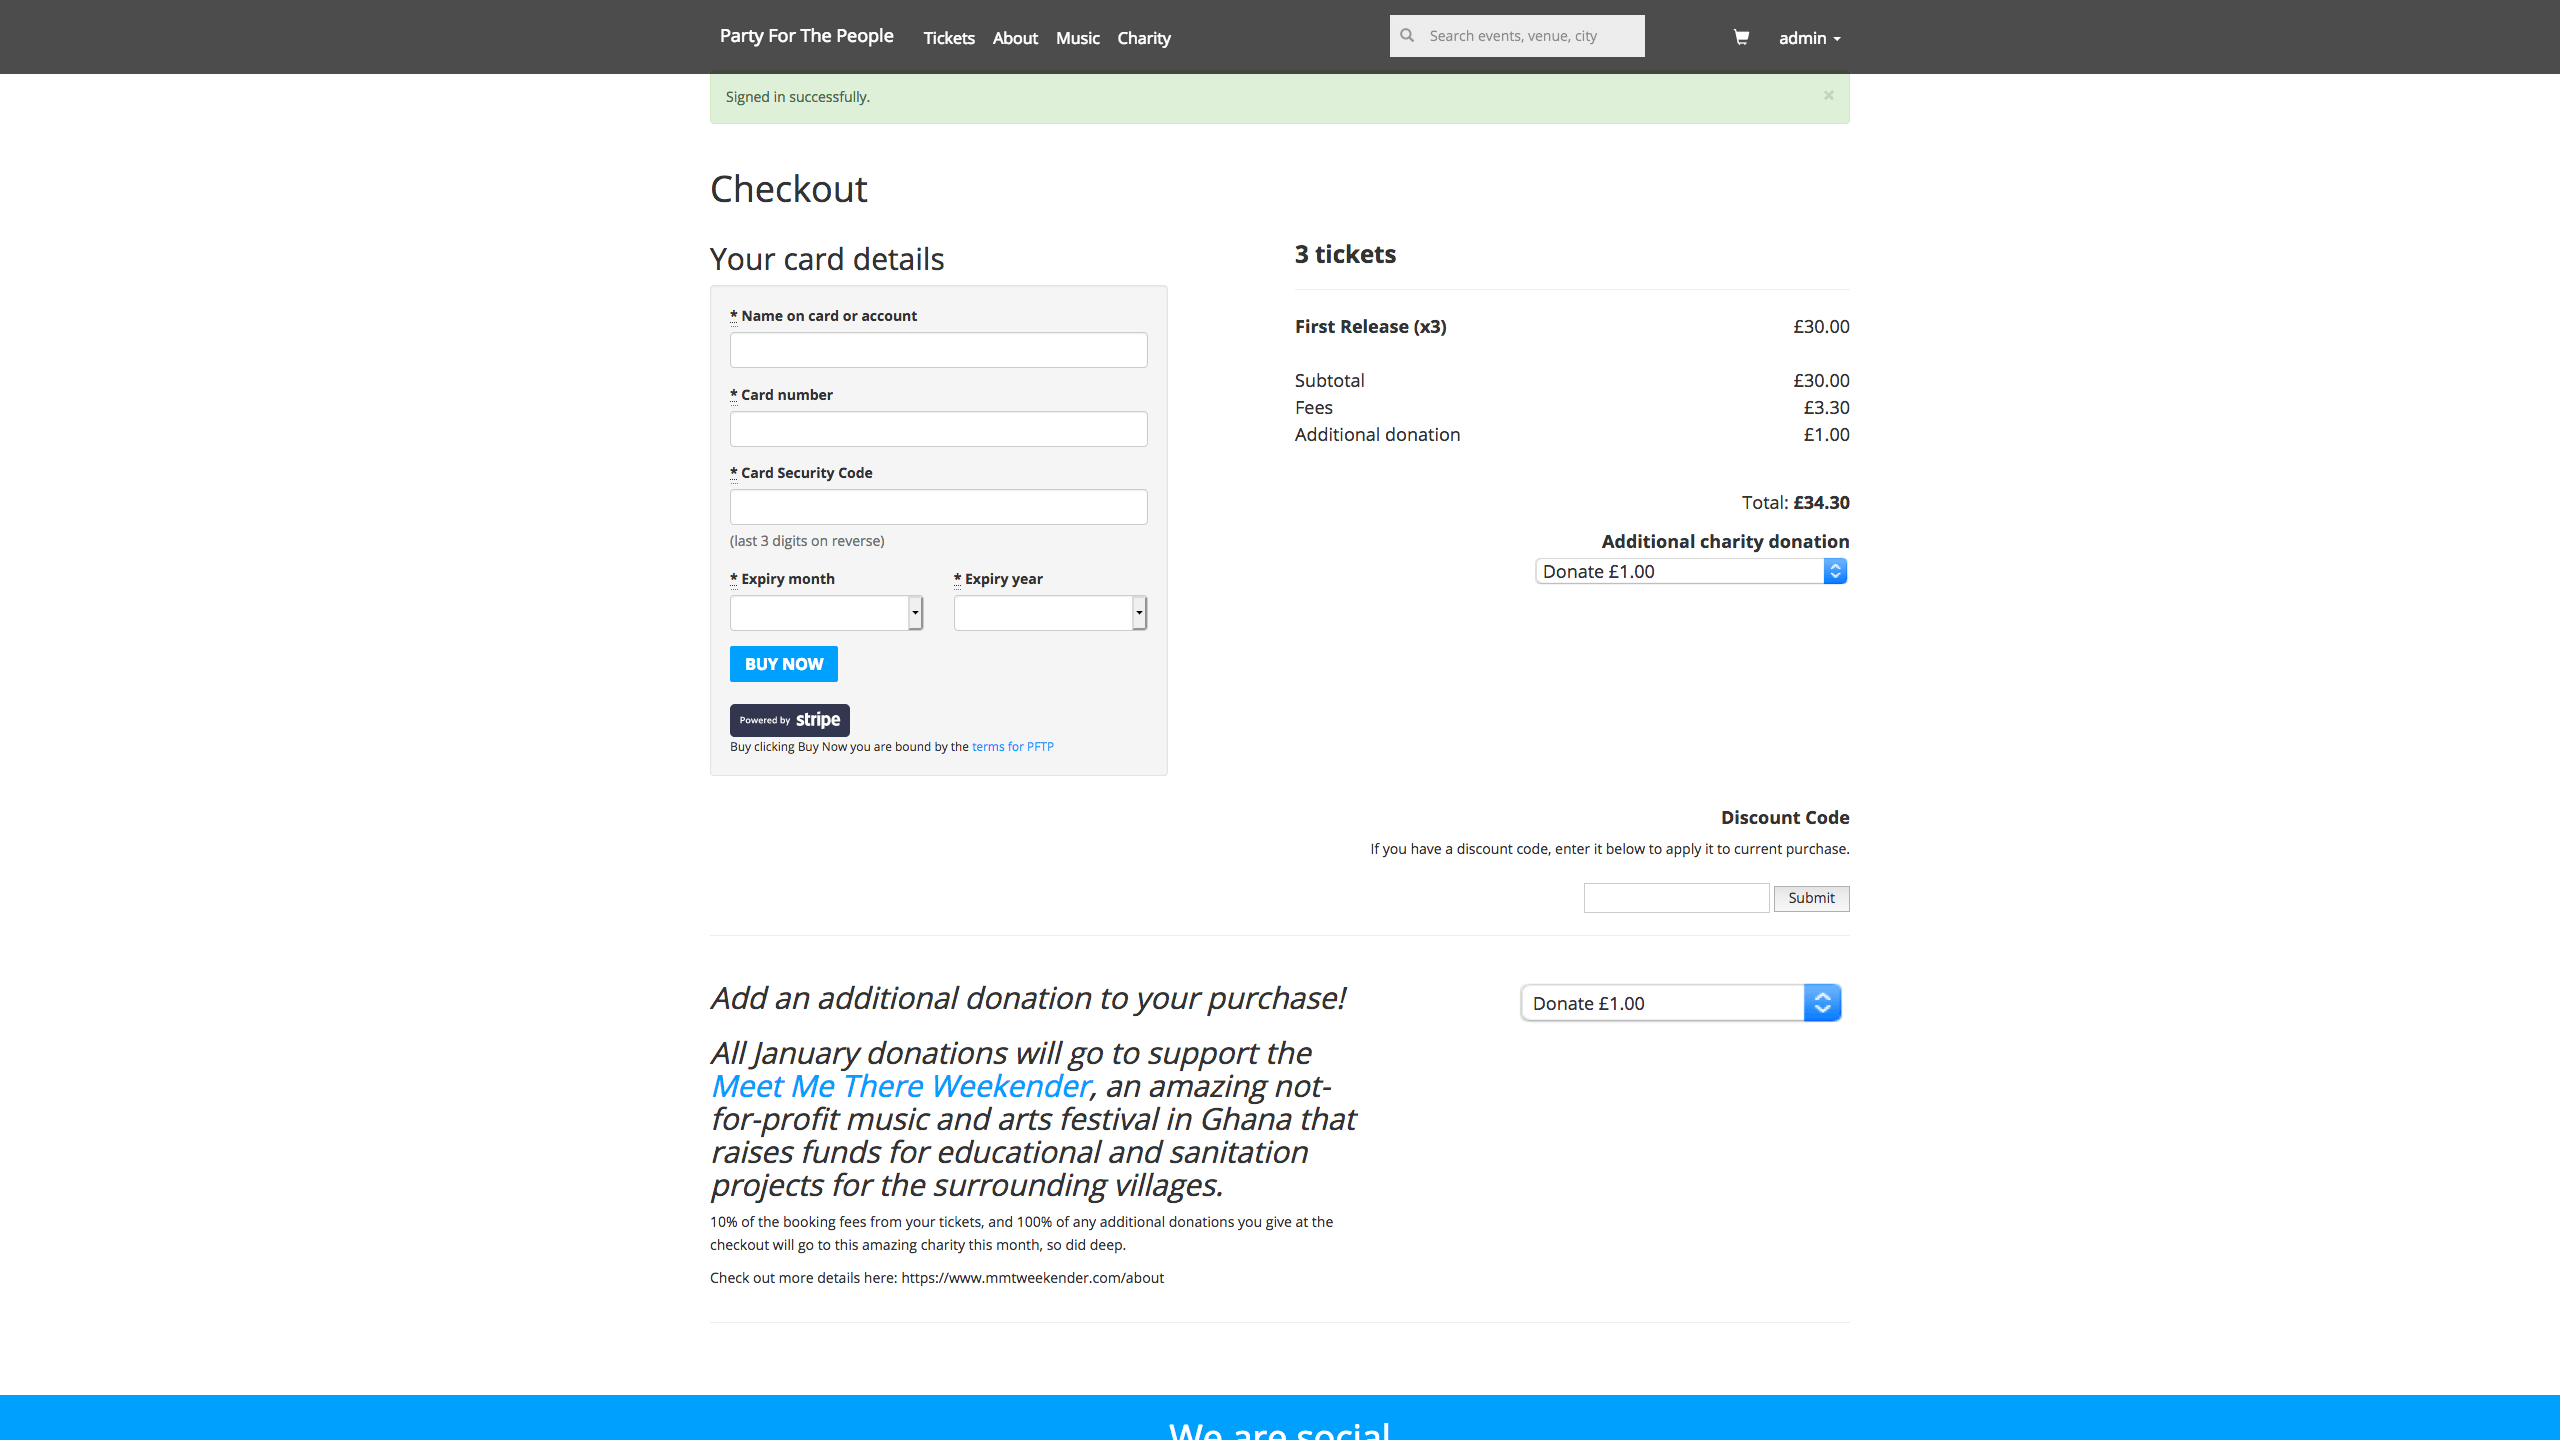 Party For The People Tickets About Music Charity Search events, venue, city admin
Signed in successfully. ×
Checkout
Your card details
* Name on card or account
* Card number
* Card Security Code
(last 3 digits on reverse)
* Expiry month * Expiry year
BUY NOW
Powered by stripe
Buy clicking Buy Now you are bound by the terms for PFTP
3 tickets
First Release (x3) £30.00
Subtotal £30.00
Fees £3.30
Additional donation £1.00
Total: £34.30
Additional charity donation
Donate £1.00
Discount Code
If you have a discount code, enter it below to apply it to current purchase.
Submit
Add an additional donation to your purchase!
Donate £1.00
All January donations will go to support the
Meet Me There Weekender, an amazing not-
for-profit music and arts festival in Ghana that
raises funds for educational and sanitation
projects for the surrounding villages.
10% of the booking fees from your tickets, and 100% of any additional donations you give at the
checkout will go to this amazing charity this month, so did deep.
Check out more details here: https://www.mmtweekender.com/about
We are social